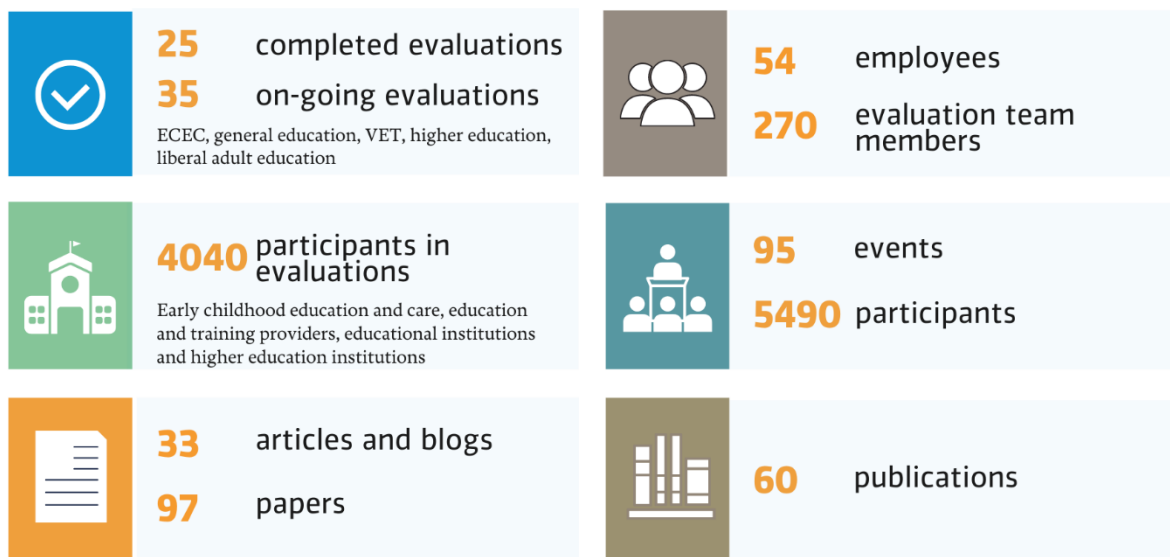 25 completed evaluations
35 on-going evaluations
ECEC, general education, VET, higher education,
liberal adult education
54 employees
270 evaluation team
members
4040 participants in
evaluations
Early childhood education and care, education
and training providers, educational institutions
and higher education institutions
95 events
5490 participants
33 articles and blogs
97 papers
60 publications